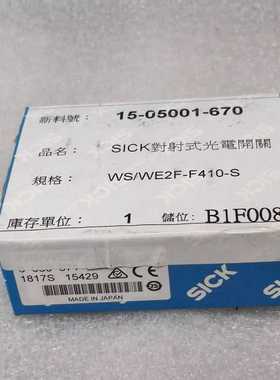 新料號： 15-05001-670
品名： SICK對射式光電開關
規格： WS/WE2F-F410-S
庫存單位： 1 儲位： B1F008
1817S 15429
MADE IN JAPAN
SICK